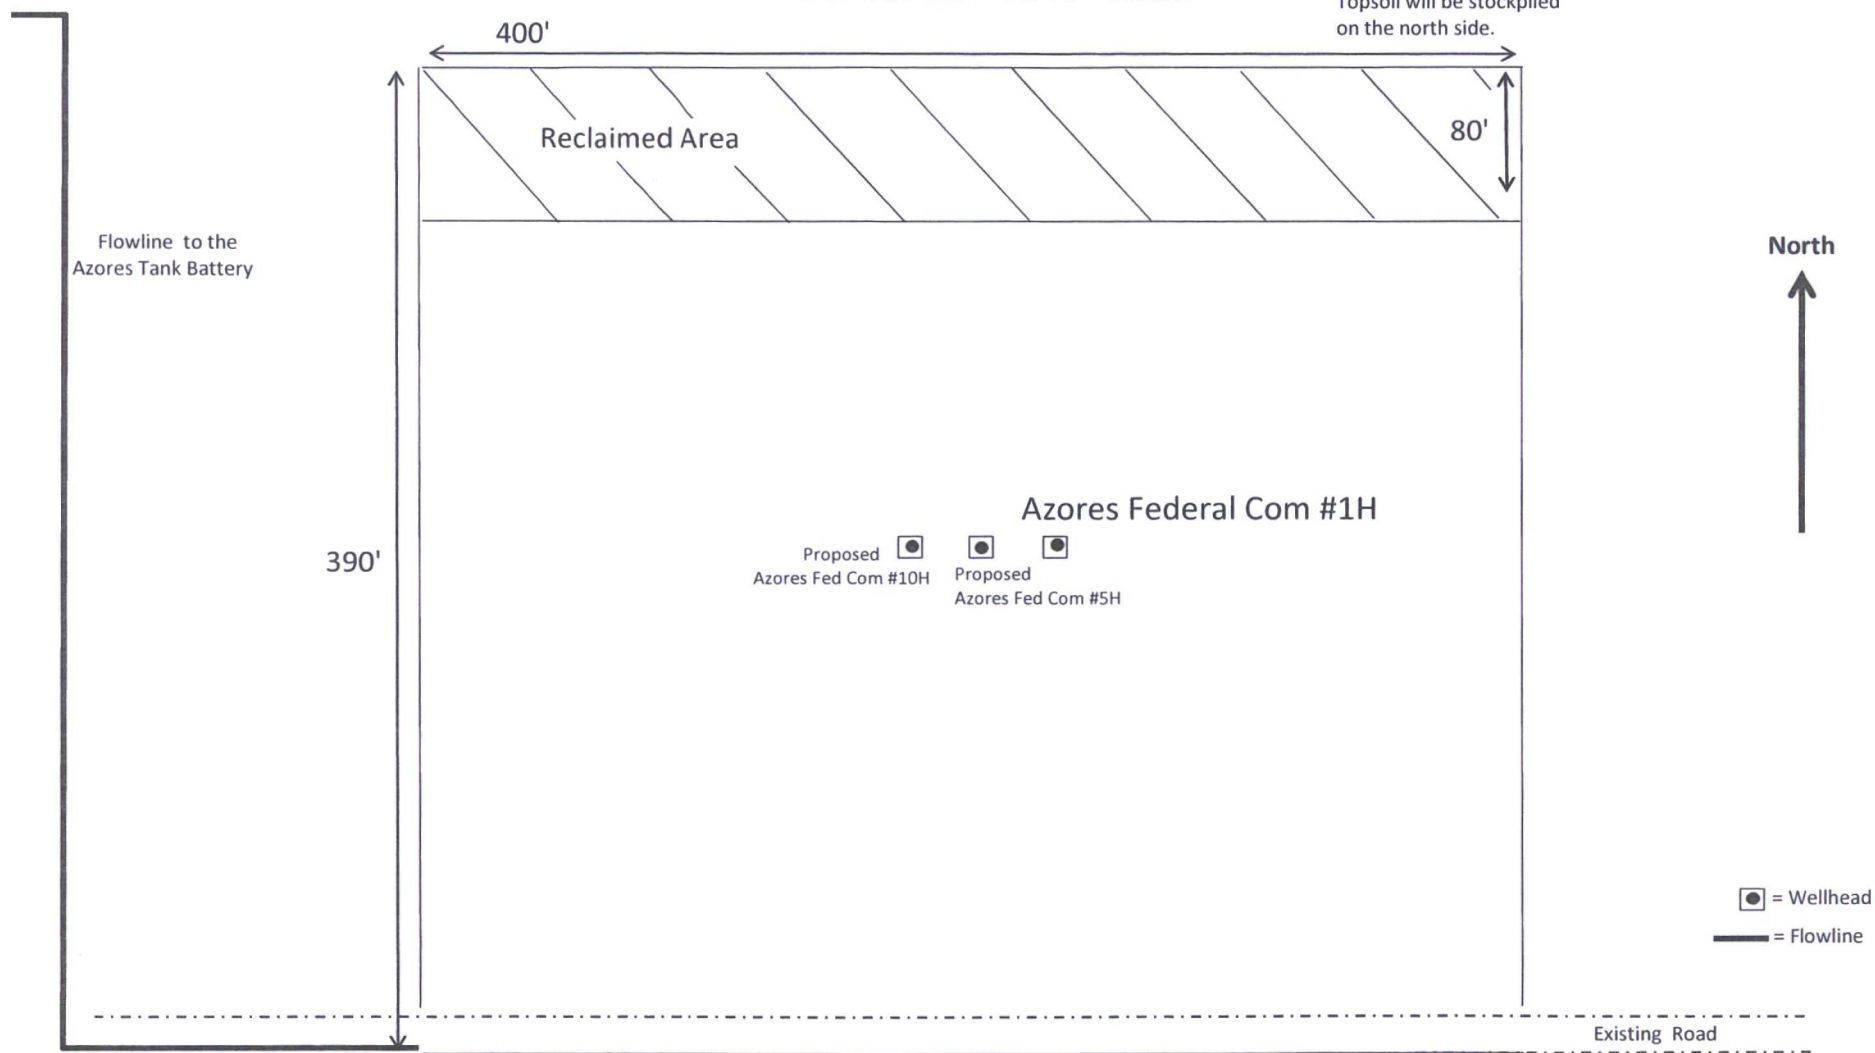 Topsoil will be stockpiled
on the north side.
400'
Reclaimed Area
80'
Flowline to the
Azores Tank Battery
North
Azores Federal Com #1H
390'
Proposed
Azores Fed Com #10H
Proposed
Azores Fed Com #5H
= Wellhead
= Flowline
Existing Road